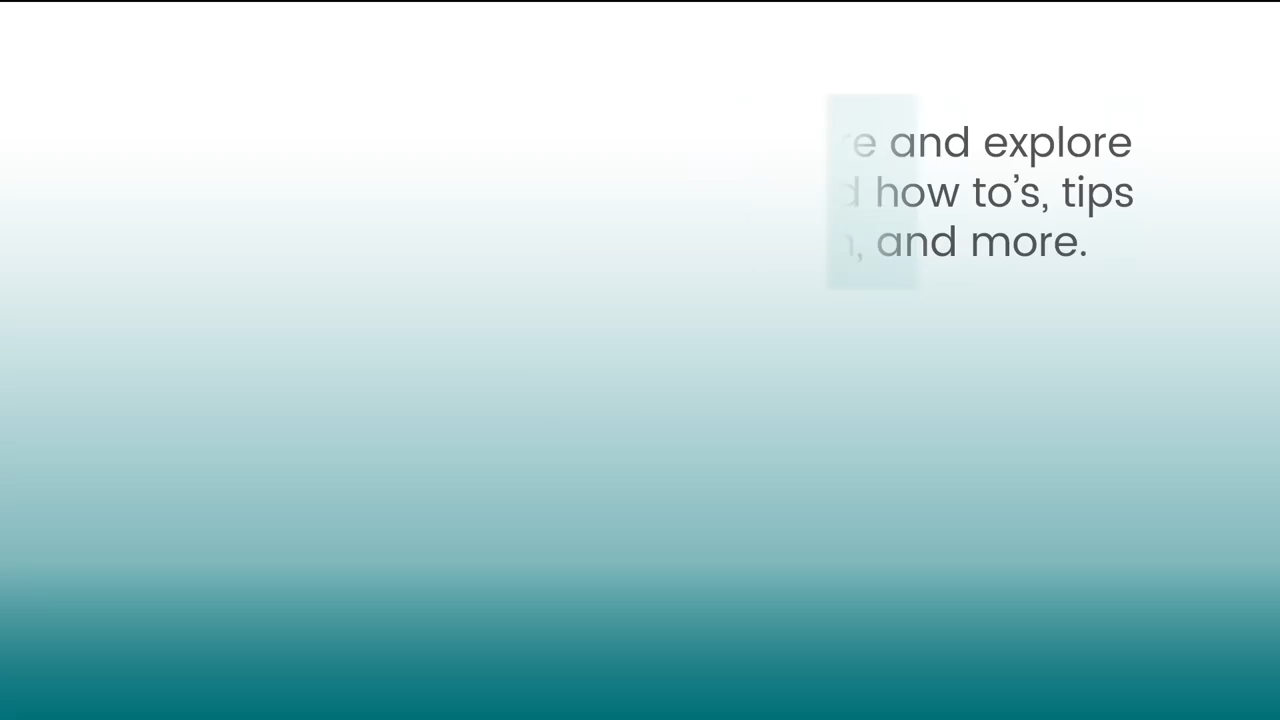 and explore
how to’s, tips
and more.